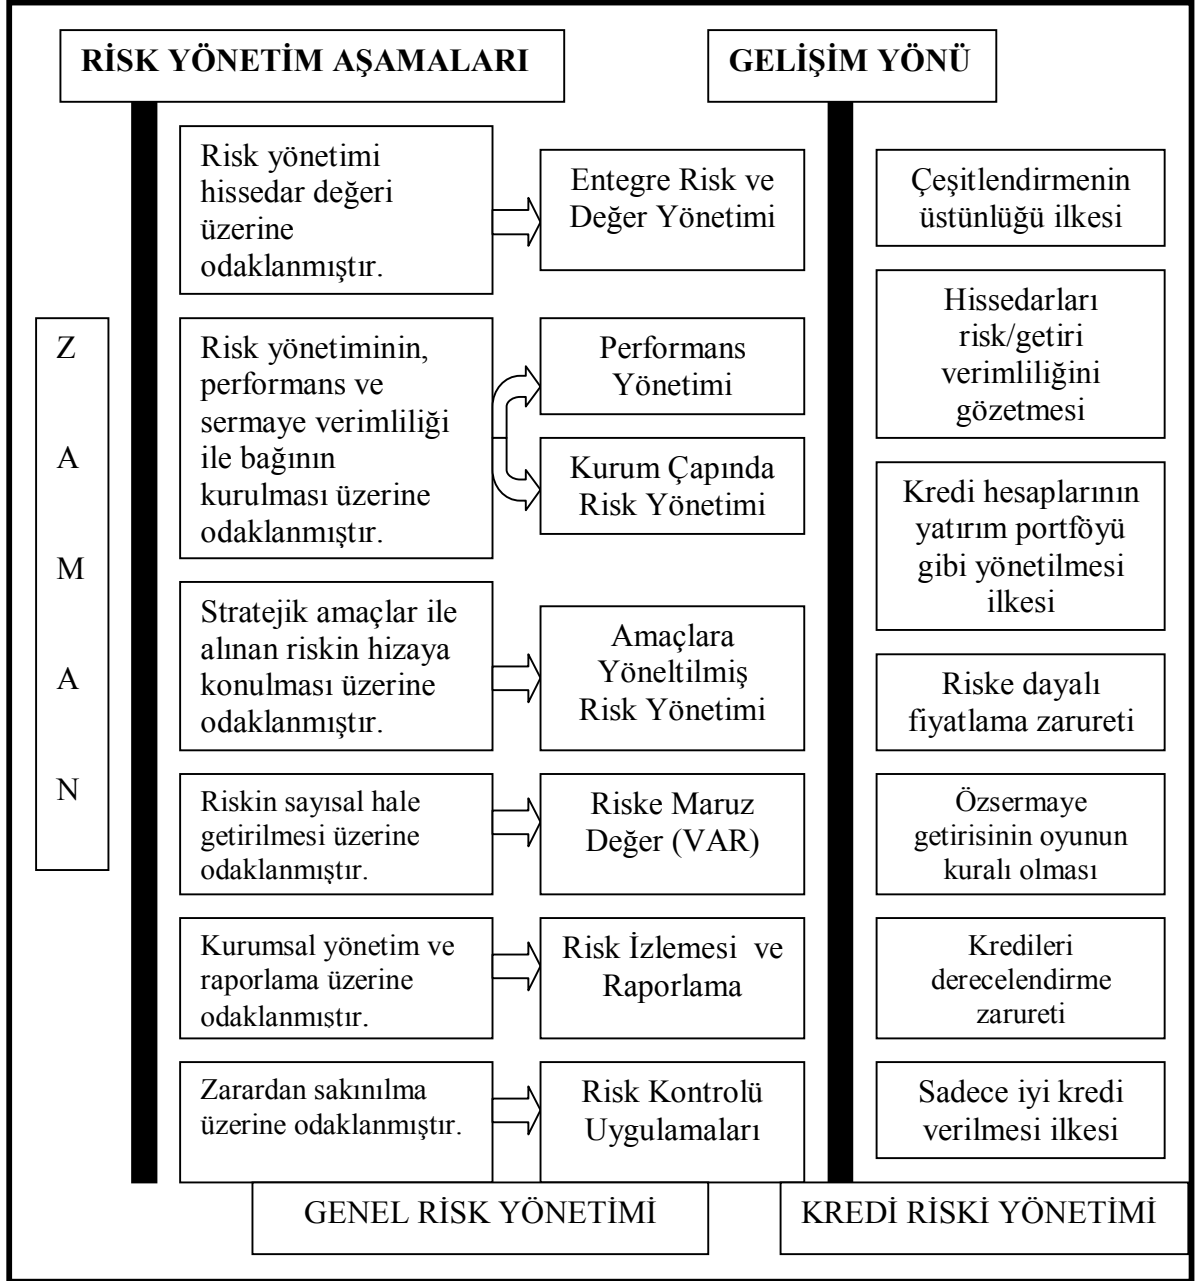 RİSK YÖNETİM AŞAMALARI
GELİŞİM YÖNÜ
Risk yönetimi
hissedar değeri
üzerine
odaklanmıştır.
Entegre Risk ve
Değer Yönetimi
Çeşitlendirmenin
üstünlüğü ilkesi
Z
A
M
A
N
Risk yönetiminin,
performans ve
sermaye verimliliği
ile bağının
kurulması üzerine
odaklanmıştır.
Performans
Yönetimi
Kurum Çapında
Risk Yönetimi
Hissedarları
risk/getiri
verimliliğini
gözetmesi
Kredi hesaplarının
yatırım portföyü
gibi yönetilmesi
ilkesi
Stratejik amaçlar ile
alınan riskin hizaya
konulması üzerine
odaklanmıştır.
Amaçlara
Yöneltilmiş
Risk Yönetimi
Riske dayalı
fiyatlama zarureti
Riskin sayısal hale
getirilmesi üzerine
odaklanmıştır.
Riske Maruz
Değer (VAR)
Özsermaye
getirisinin oyunun
kuralı olması
Kurumsal yönetim ve
raporlama üzerine
odaklanmıstır.
Risk İzlemesi ve
Raporlama
Kredileri
derecelendirme
zarureti
Zarardan sakınılma
üzerine odaklanmıştır.
Risk Kontrolü
Uygulamaları
Sadece iyi kredi
verilmesi ilkesi
GENEL RİSK YÖNETİMİ
KREDİ RİSKİ YÖNETİMİ